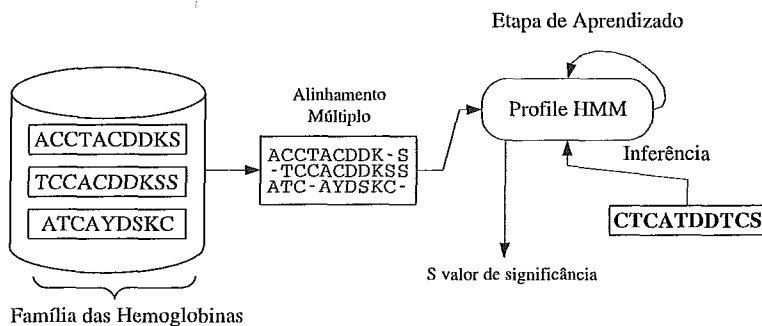 Etapa de Aprendizado
Alinhamento
Múltiplo
Profile HMM
ACCTACDDKS
TCCACDDKSS
ATCAYDSKC
ACCTACDDK-S
-TCCACDDKSS
ATC-AYDSKC-
Inferência
CTCATDDTCS
S valor de significância
Família das Hemoglobinas